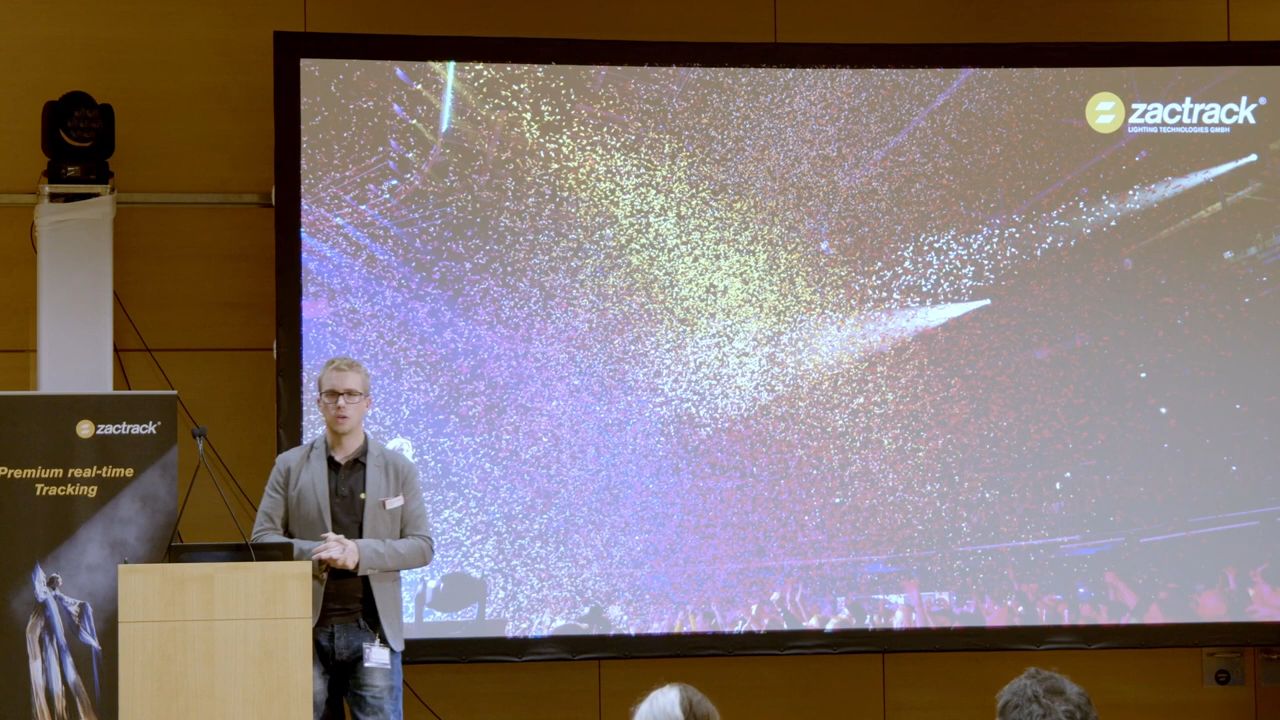 zactrack®
LIGHTING TECHNOLOGIES GMBH
zactrack®
Premium real-time
Tracking